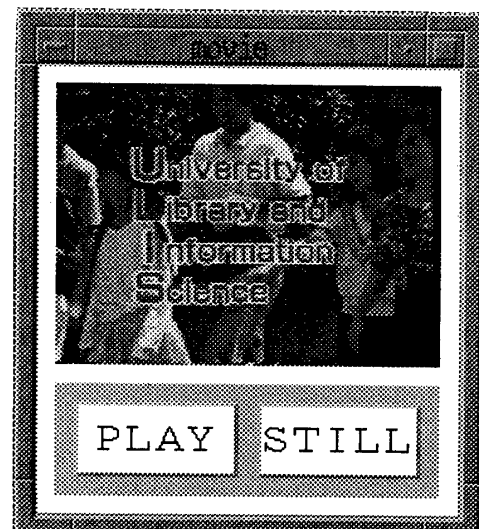 movie
University of
Library and
Information
Science
PLAY STILL